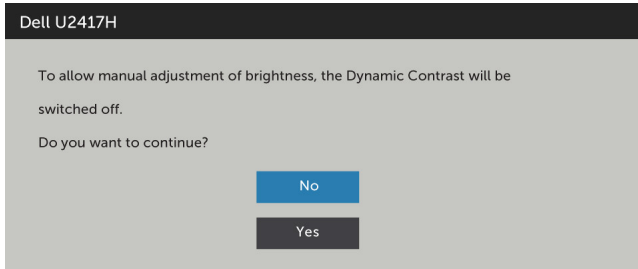 Dell U2417H
To allow manual adjustment of brightness, the Dynamic Contrast will be
switched off.
Do you want to continue?
No
Yes